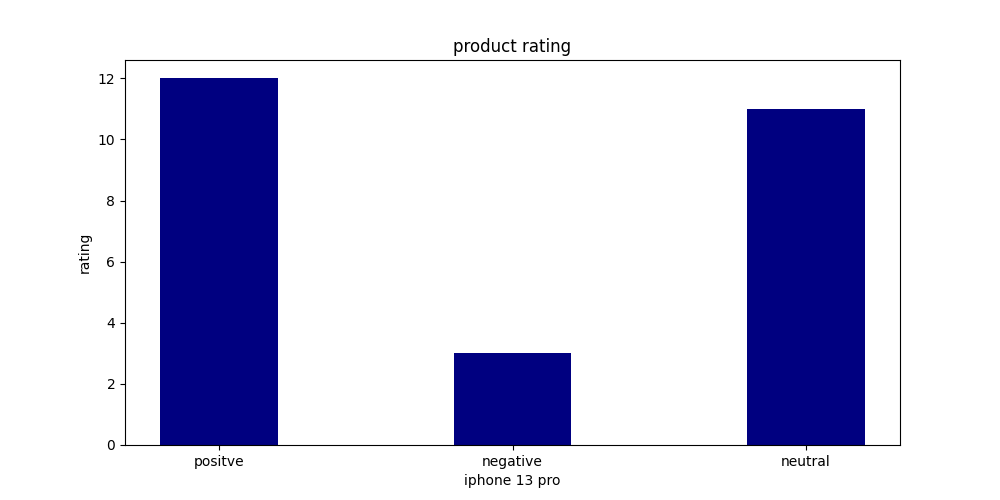 product rating
12
10
8
6
4
2
0
rating
positve
negative
neutral
iphone 13 pro